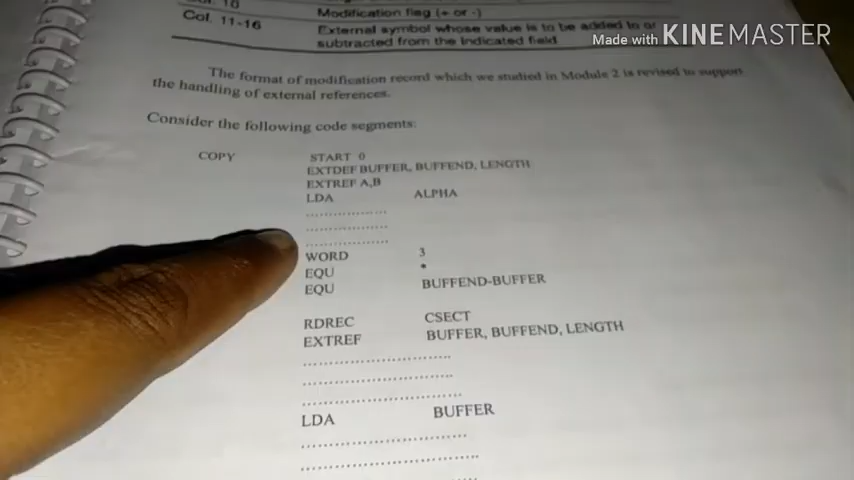 Col. 10 Modification flag (+ or -)
Col. 11-16 External symbol whose value is to be added to or
subtracted from the indicated field
Made with KINEMASTER
The format of modification record which we studied in Module 2 is revised to support
the handling of external references.
Consider the following code segments:
COPY START 0
EXTDEF BUFFER, BUFFEND, LENGTH
EXTREF A,B
LDA ALPHA
..................
..................
..................
WORD 3
EQU *
EQU BUFFEND-BUFFER
RDREC CSECT
EXTREF BUFFER, BUFFEND, LENGTH
..............................
..............................
................................
LDA BUFFER
................................
..................................